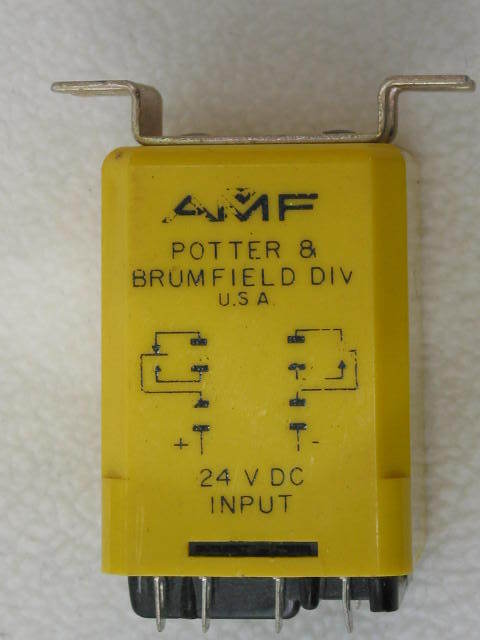 AMF
POTTER &
BRUMFIELD DIV
U.S.A.
+ -
24 V DC
INPUT